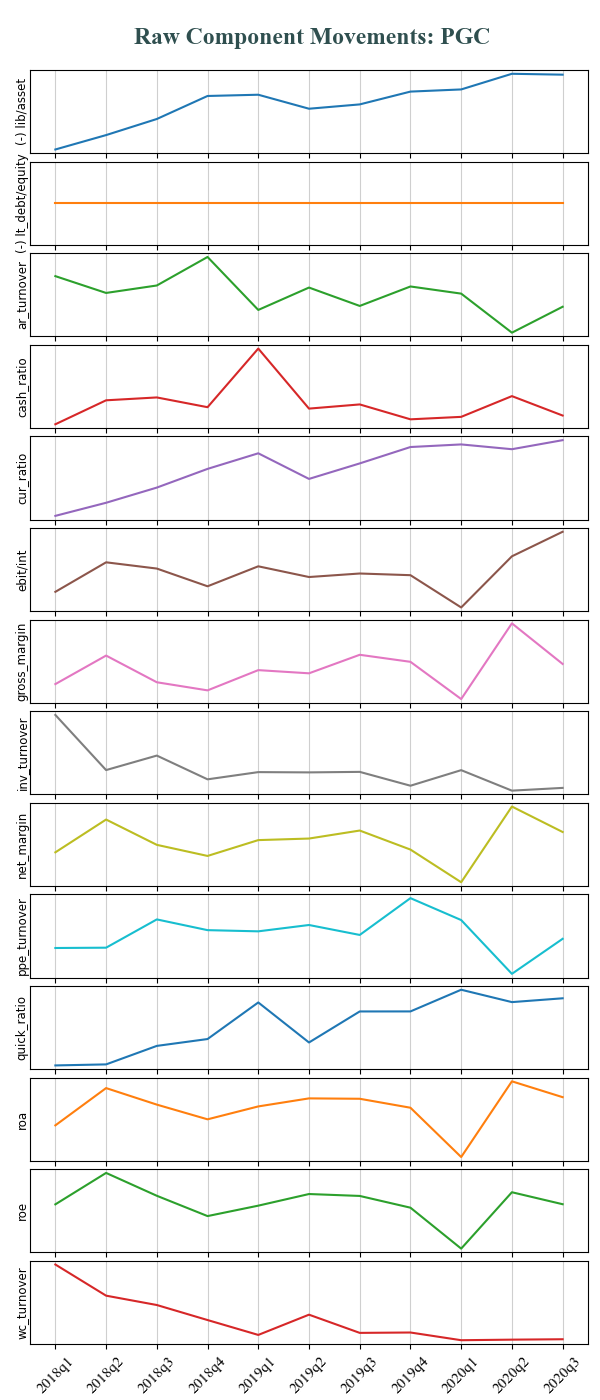 Raw Component Movements: PGC
(-) lib/asset
(-) lt_debt/equity
ar_turnover
cash_ratio
cur_ratio
ebit/int
gross_margin
inv_turnover
net_margin
ppe_turnover
quick_ratio
roa
roe
wc_turnover
2018q1 2018q2 2018q3 2018q4 2019q1 2019q2 2019q3 2019q4 2020q1 2020q2 2020q3